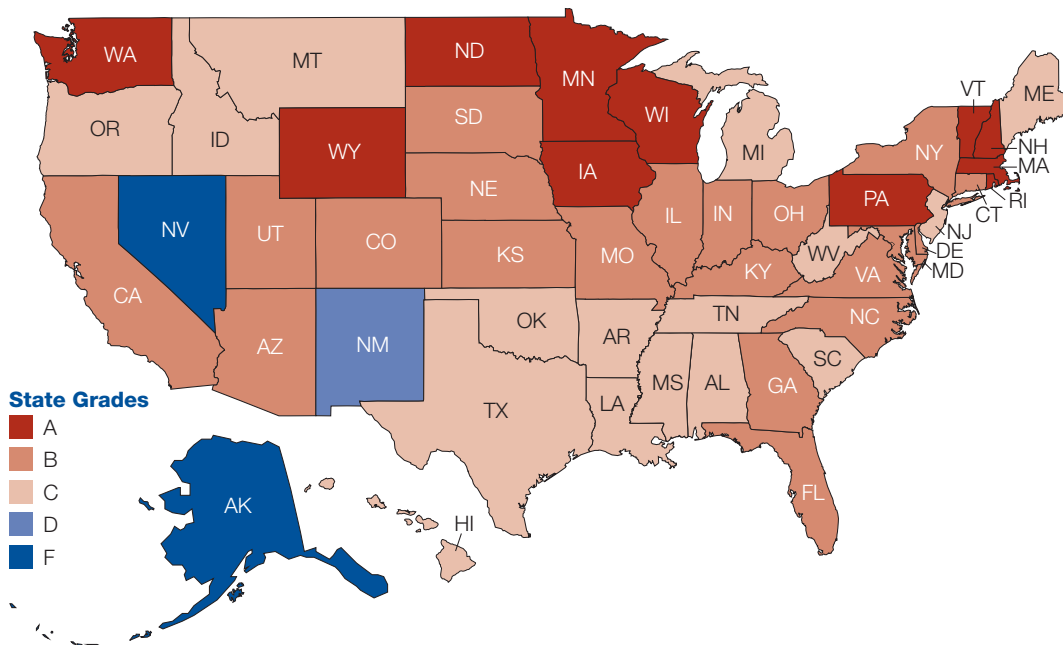 WA
MT
ND
MN
VT
ME
OR
ID
SD
WI
NY
NH
WY
MI
MA
IA
PA
RI
NE
CT
NV
UT
IL
IN
OH
NJ
CO
WV
DE
KS
MO
KY
VA
MD
CA
TN
NC
OK
AZ
NM
AR
SC
MS
AL
GA
TX
LA
State Grades
A
B
C
D
F
AK
HI
FL